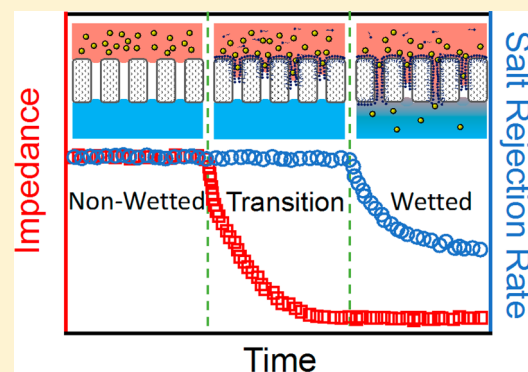 Impedance
Salt Rejection Rate
Non-Wetted
Transition
Wetted
Time